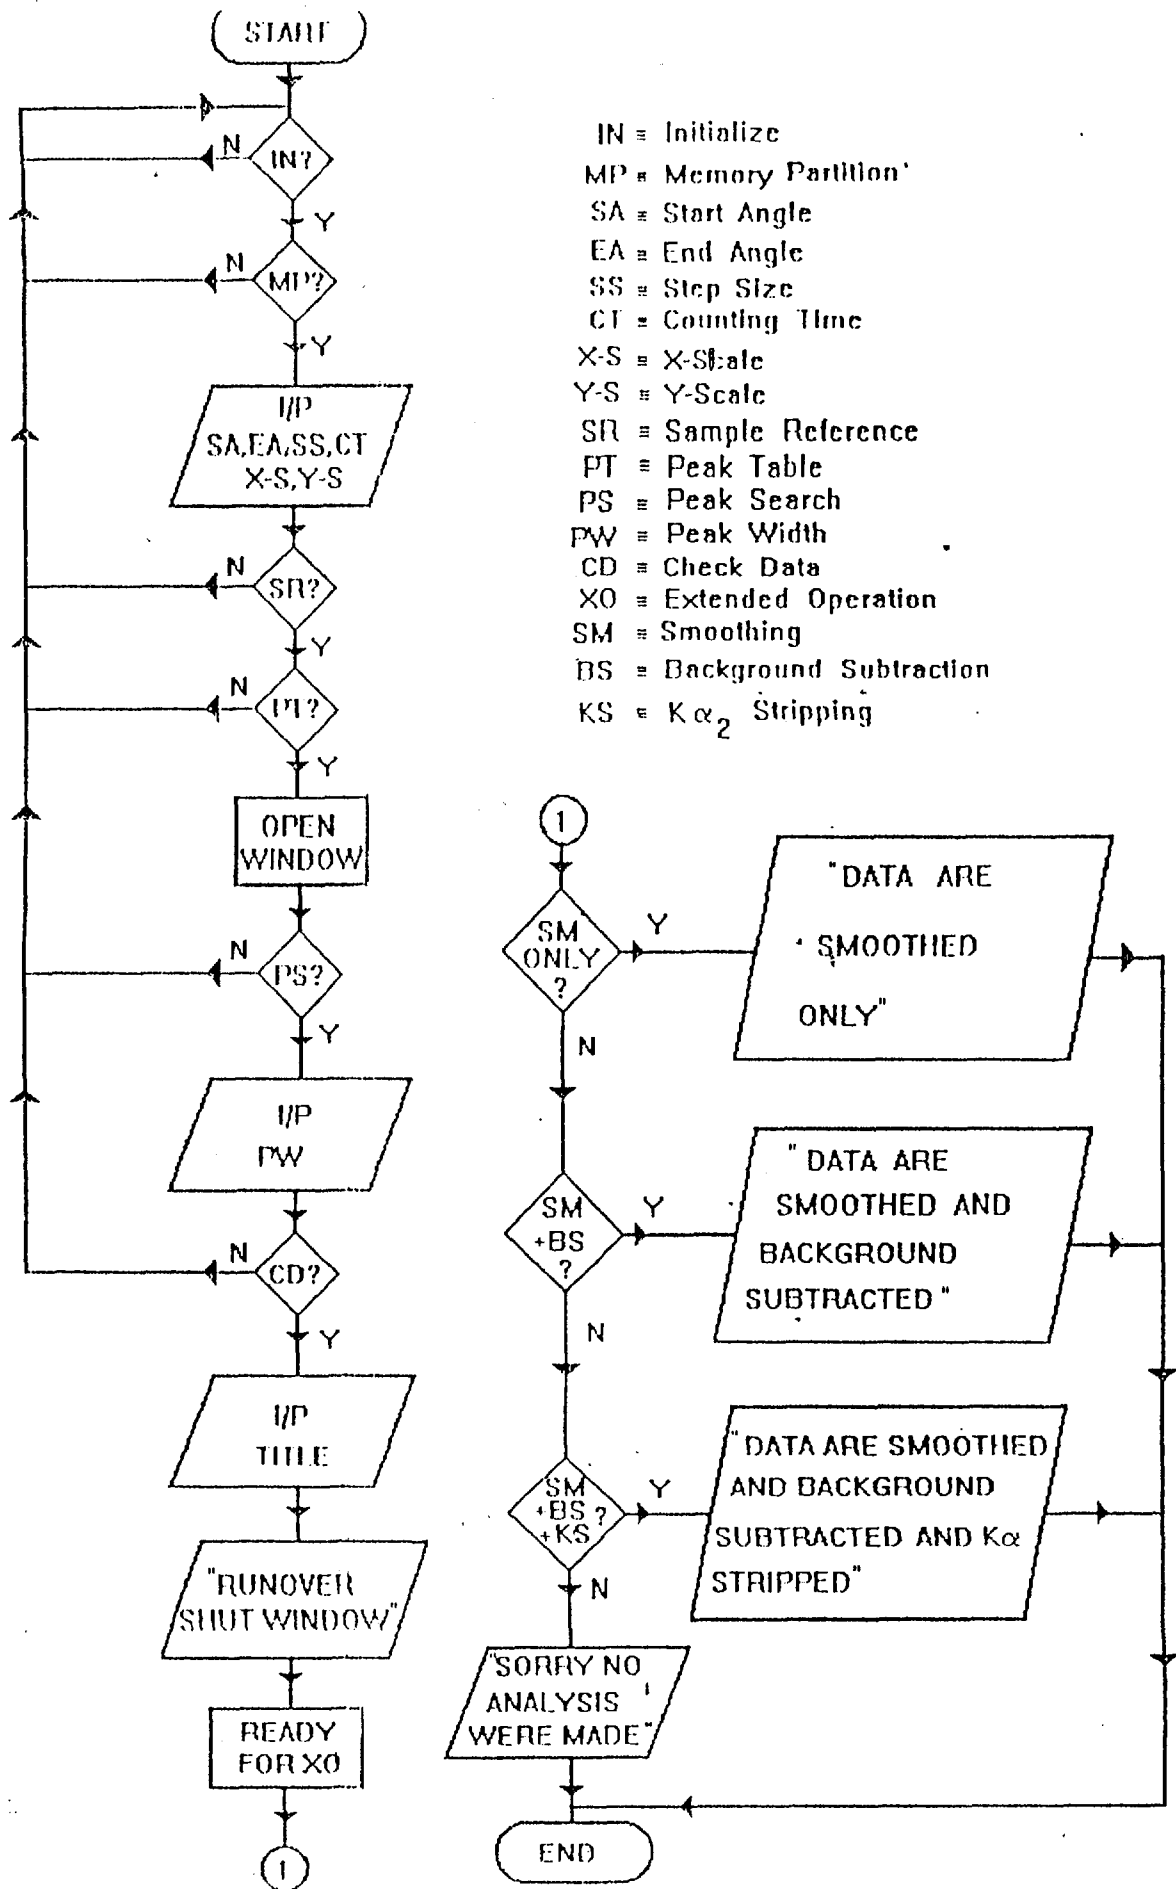 START
IN?
N
Y
MP?
N
Y
I/P
SA,EA,SS,CT
X-S,Y-S
SR?
N
Y
PT?
N
Y
OPEN
WINDOW
PS?
N
Y
I/P
PW
CD?
N
Y
I/P
TITLE
"RUNOVER
SHUT WINDOW"
READY
FOR XO
1
IN ≡ Initialize
MP ≡ Memory Partition
SA ≡ Start Angle
EA ≡ End Angle
SS ≡ Step Size
CT ≡ Counting Time
X-S ≡ X-Scale
Y-S ≡ Y-Scale
SR ≡ Sample Reference
PT ≡ Peak Table
PS ≡ Peak Search
PW ≡ Peak Width
CD ≡ Check Data
XO ≡ Extended Operation
SM ≡ Smoothing
BS ≡ Background Subtraction
KS ≡ Kα₂ Stripping
1
SM
ONLY
?
Y
N
"DATA ARE
SMOOTHED
ONLY"
SM
+BS
?
Y
N
"DATA ARE
SMOOTHED AND
BACKGROUND
SUBTRACTED"
SM
+BS ?
+KS
Y
N
"DATA ARE SMOOTHED
AND BACKGROUND
SUBTRACTED AND Kα
STRIPPED"
"SORRY NO
ANALYSIS
WERE MADE"
END